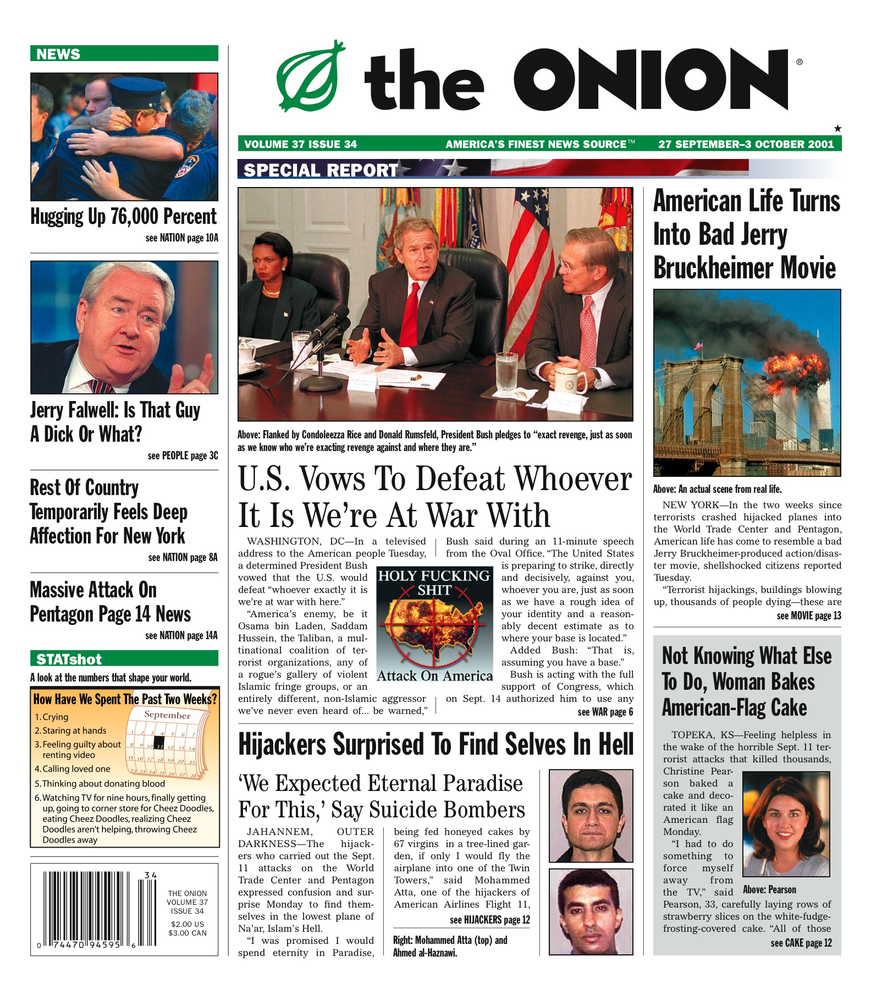 NEWS
Hugging Up 76,000 Percent
see NATION page 10A
Jerry Falwell: Is That Guy
A Dick Or What?
see PEOPLE page 3C
Rest Of Country
Temporarily Feels Deep
Affection For New York
see NATION page 8A
Massive Attack On
Pentagon Page 14 News
see NATION page 14A
STATshot
A look at the numbers that shape your world.
How Have We Spent The Past Two Weeks?
September
1 2 3 4 5 6 7
8 9 10 11 12 13 14
15 16 17 18 19 20 21
22 23 24 25 26 27 28
1. Crying
2. Staring at hands
3. Feeling guilty about
renting video
4. Calling loved one
5. Thinking about donating blood
6. Watching TV for nine hours, finally getting
up, going to corner store for Cheez Doodles,
eating Cheez Doodles, realizing Cheez
Doodles aren't helping, throwing Cheez
Doodles away
34
0 74470 94595 6
THE ONION
VOLUME 37
ISSUE 34
$2.00 US
$3.00 CAN
the ONION®
★
VOLUME 37 ISSUE 34 AMERICA'S FINEST NEWS SOURCE™ 27 SEPTEMBER–3 OCTOBER 2001
SPECIAL REPORT
Above: Flanked by Condoleezza Rice and Donald Rumsfeld, President Bush pledges to “exact revenge, just as soon
as we know who we're exacting revenge against and where they are.”
U.S. Vows To Defeat Whoever
It Is We're At War With
WASHINGTON, DC—In a televised
address to the American people Tuesday,
a determined President Bush
vowed that the U.S. would
defeat “whoever exactly it is
we're at war with here.”
“America's enemy, be it
Osama bin Laden, Saddam
Hussein, the Taliban, a mul-
tinational coalition of ter-
rorist organizations, any of
a rogue's gallery of violent
Islamic fringe groups, or an
entirely different, non-Islamic aggressor
we've never even heard of... be warned,”
HOLY FUCKING
SHIT
Attack On America
Bush said during an 11-minute speech
from the Oval Office. “The United States
is preparing to strike, directly
and decisively, against you,
whoever you are, just as soon
as we have a rough idea of
your identity and a reason-
ably decent estimate as to
where your base is located.”
Added Bush: “That is,
assuming you have a base.”
Bush is acting with the full
support of Congress, which
on Sept. 14 authorized him to use any
see WAR page 6
Hijackers Surprised To Find Selves In Hell
‘We Expected Eternal Paradise
For This,’ Say Suicide Bombers
JAHANNEM, OUTER
DARKNESS—The hijack-
ers who carried out the Sept.
11 attacks on the World
Trade Center and Pentagon
expressed confusion and sur-
prise Monday to find them-
selves in the lowest plane of
Na'ar, Islam's Hell.
“I was promised I would
spend eternity in Paradise,
being fed honeyed cakes by
67 virgins in a tree-lined gar-
den, if only I would fly the
airplane into one of the Twin
Towers,” said Mohammed
Atta, one of the hijackers of
American Airlines Flight 11,
see HIJACKERS page 12
Right: Mohammed Atta (top) and
Ahmed al-Haznawi.
American Life Turns
Into Bad Jerry
Bruckheimer Movie
Above: An actual scene from real life.
NEW YORK—In the two weeks since
terrorists crashed hijacked planes into
the World Trade Center and Pentagon,
American life has come to resemble a bad
Jerry Bruckheimer-produced action/disas-
ter movie, shellshocked citizens reported
Tuesday.
“Terrorist hijackings, buildings blowing
up, thousands of people dying—these are
see MOVIE page 13
Not Knowing What Else
To Do, Woman Bakes
American-Flag Cake
TOPEKA, KS—Feeling helpless in
the wake of the horrible Sept. 11 ter-
rorist attacks that killed thousands,
Christine Pear-
son baked a
cake and deco-
rated it like an
American flag
Monday.
“I had to do
something to
force myself
away from
the TV,” said
Above: Pearson
Pearson, 33, carefully laying rows of
strawberry slices on the white-fudge-
frosting-covered cake. “All of those
see CAKE page 12